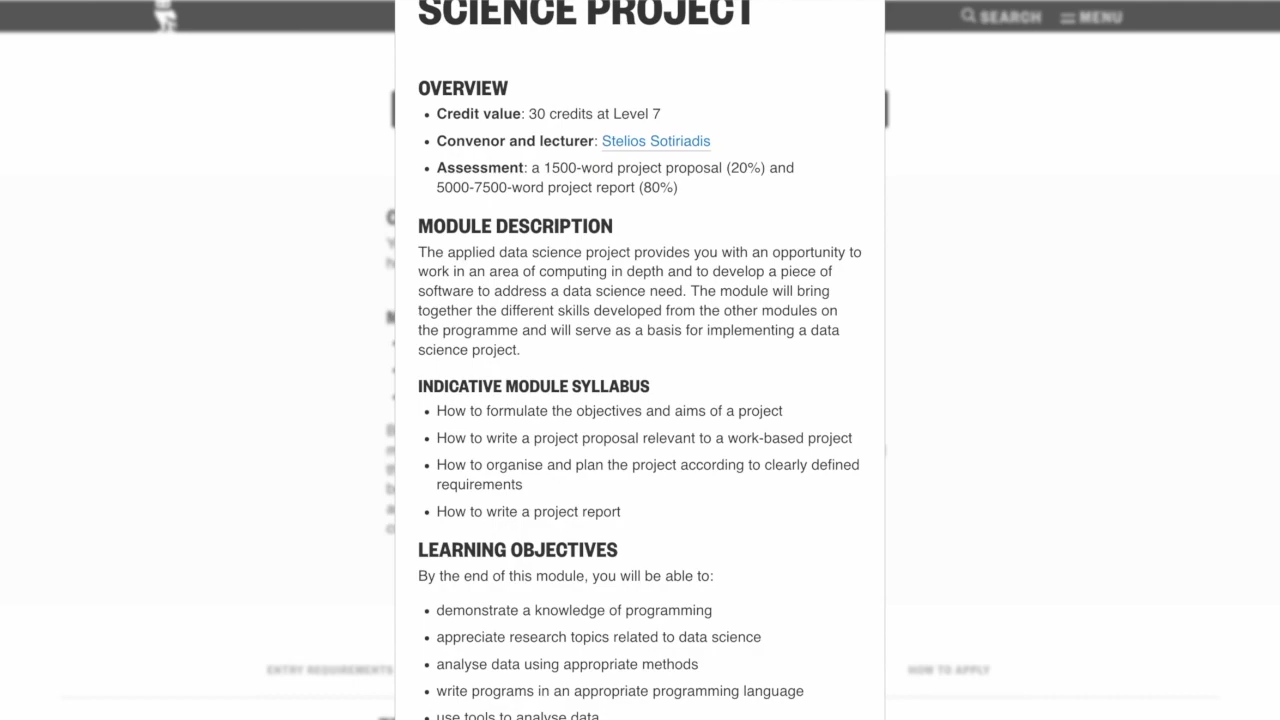 SEARCH
MENU
SCIENCE PROJECT
OVERVIEW
• Credit value: 30 credits at Level 7
• Convenor and lecturer: Stelios Sotiriadis
• Assessment: a 1500-word project proposal (20%) and
5000-7500-word project report (80%)
MODULE DESCRIPTION
The applied data science project provides you with an opportunity to
work in an area of computing in depth and to develop a piece of
software to address a data science need. The module will bring
together the different skills developed from the other modules on
the programme and will serve as a basis for implementing a data
science project.
INDICATIVE MODULE SYLLABUS
• How to formulate the objectives and aims of a project
• How to write a project proposal relevant to a work-based project
• How to organise and plan the project according to clearly defined
requirements
• How to write a project report
LEARNING OBJECTIVES
By the end of this module, you will be able to:
• demonstrate a knowledge of programming
• appreciate research topics related to data science
• analyse data using appropriate methods
• write programs in an appropriate programming language
• use tools to analyse data
ENTRY REQUIREMENTS
HOW TO APPLY